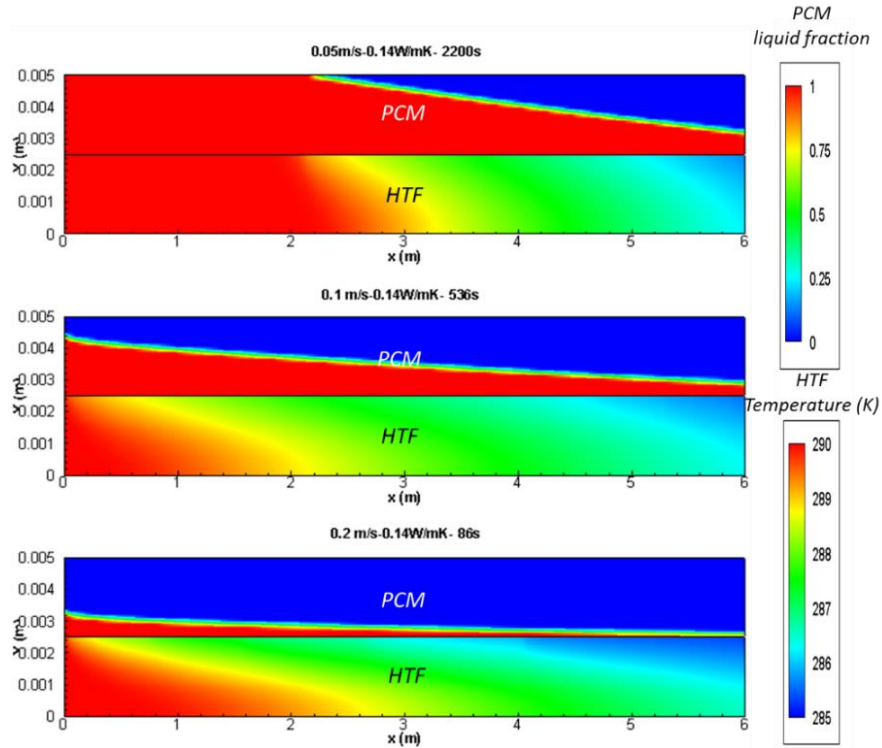 PCM
liquid fraction
0.05m/s-0.14W/mK- 2200s
0.005
0.004
0.003
0.002
0.001
0
Y (m)
PCM
HTF
0 1 2 3 4 5 6
x (m)
1
0.75
0.5
0.25
0
0.1 m/s-0.14W/mK- 536s
0.005
0.004
0.003
0.002
0.001
0
Y (m)
PCM
HTF
0 1 2 3 4 5 6
x (m)
HTF
Temperature (K)
290
289
288
287
286
285
0.2 m/s-0.14W/mK- 86s
0.005
0.004
0.003
0.002
0.001
0
Y (m)
PCM
HTF
0 1 2 3 4 5 6
x (m)